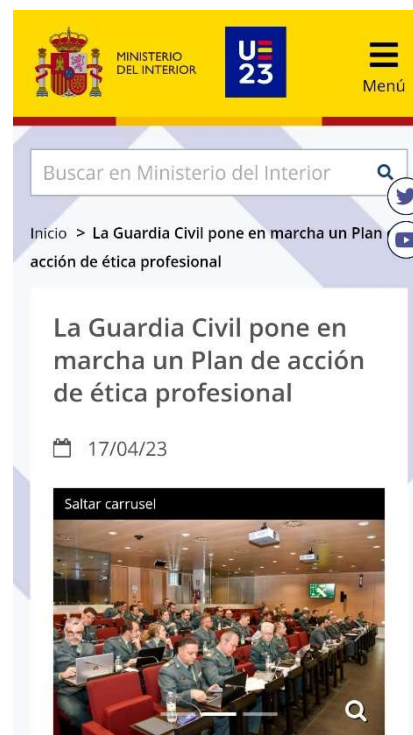 MINISTERIO
DEL INTERIOR
UE
23
Menú
Buscar en Ministerio del Interior
Inicio > La Guardia Civil pone en marcha un Plan
acción de ética profesional
La Guardia Civil pone en
marcha un Plan de acción
de ética profesional
17/04/23
Saltar carrusel